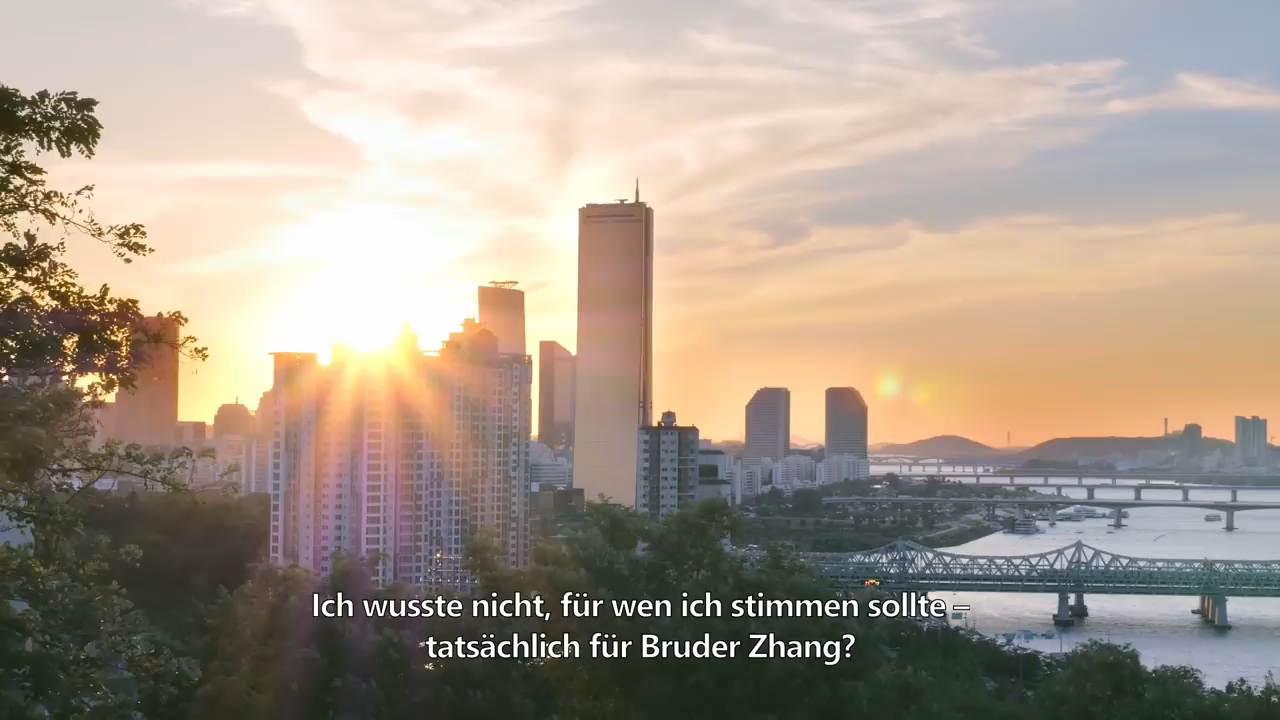 Ich wusste nicht, für wen ich stimmen sollte –
tatsächlich für Bruder Zhang?